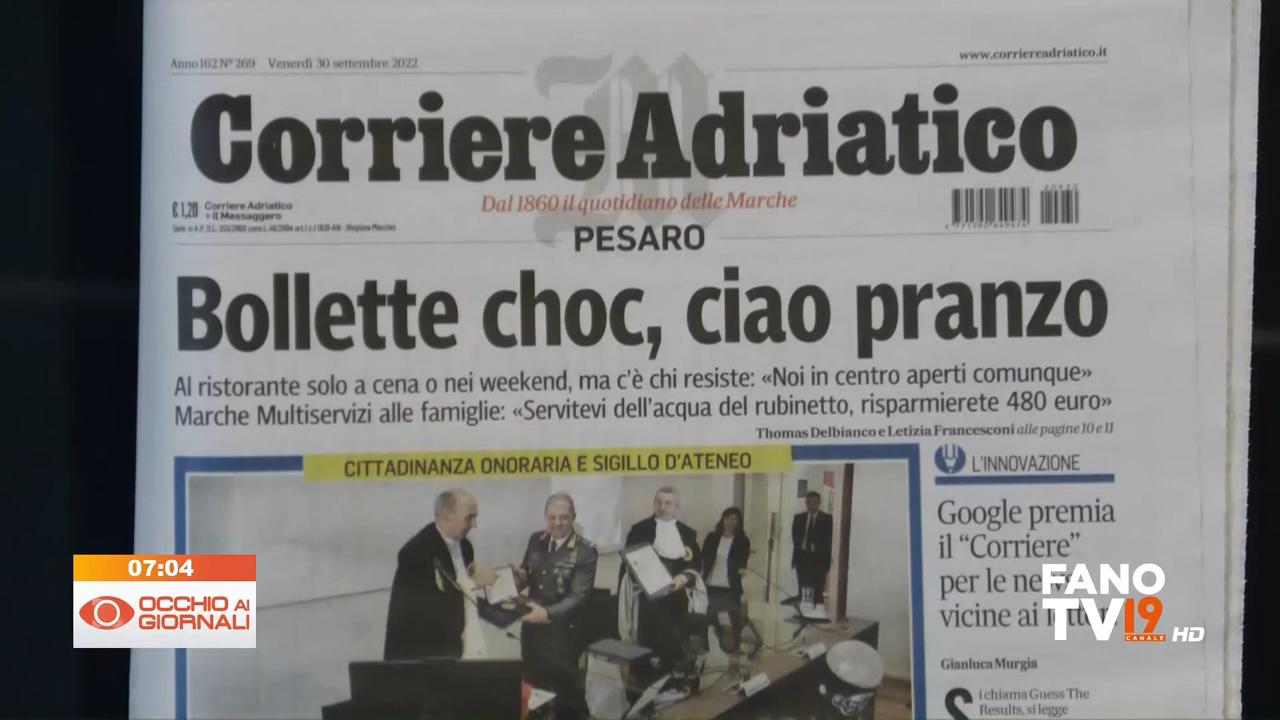 Anno 162 N° 269 Venerdì 30 settembre 2022
www.corriereadriatico.it
Corriere Adriatico
€ 1,20 Corriere Adriatico
+ Il Messaggero
Dal 1860 il quotidiano delle Marche
PESARO
Bollette choc, ciao pranzo
Al ristorante solo a cena o nei weekend, ma c'è chi resiste: «Noi in centro aperti comunque»
Marche Multiservizi alle famiglie: «Servitevi dell'acqua del rubinetto, risparmierete 480 euro»
Thomas Delbianco e Letizia Francesconi alle pagine 10 e 11
CITTADINANZA ONORARIA E SIGILLO D'ATENEO
L'INNOVAZIONE
Google premia
il "Corriere"
per le
vicine ai
Gianluca Murgia
Si chiama Guess The
Results, si legge
07:04
OCCHIO AI
GIORNALI
FANO
TV 19
CANALE
HD